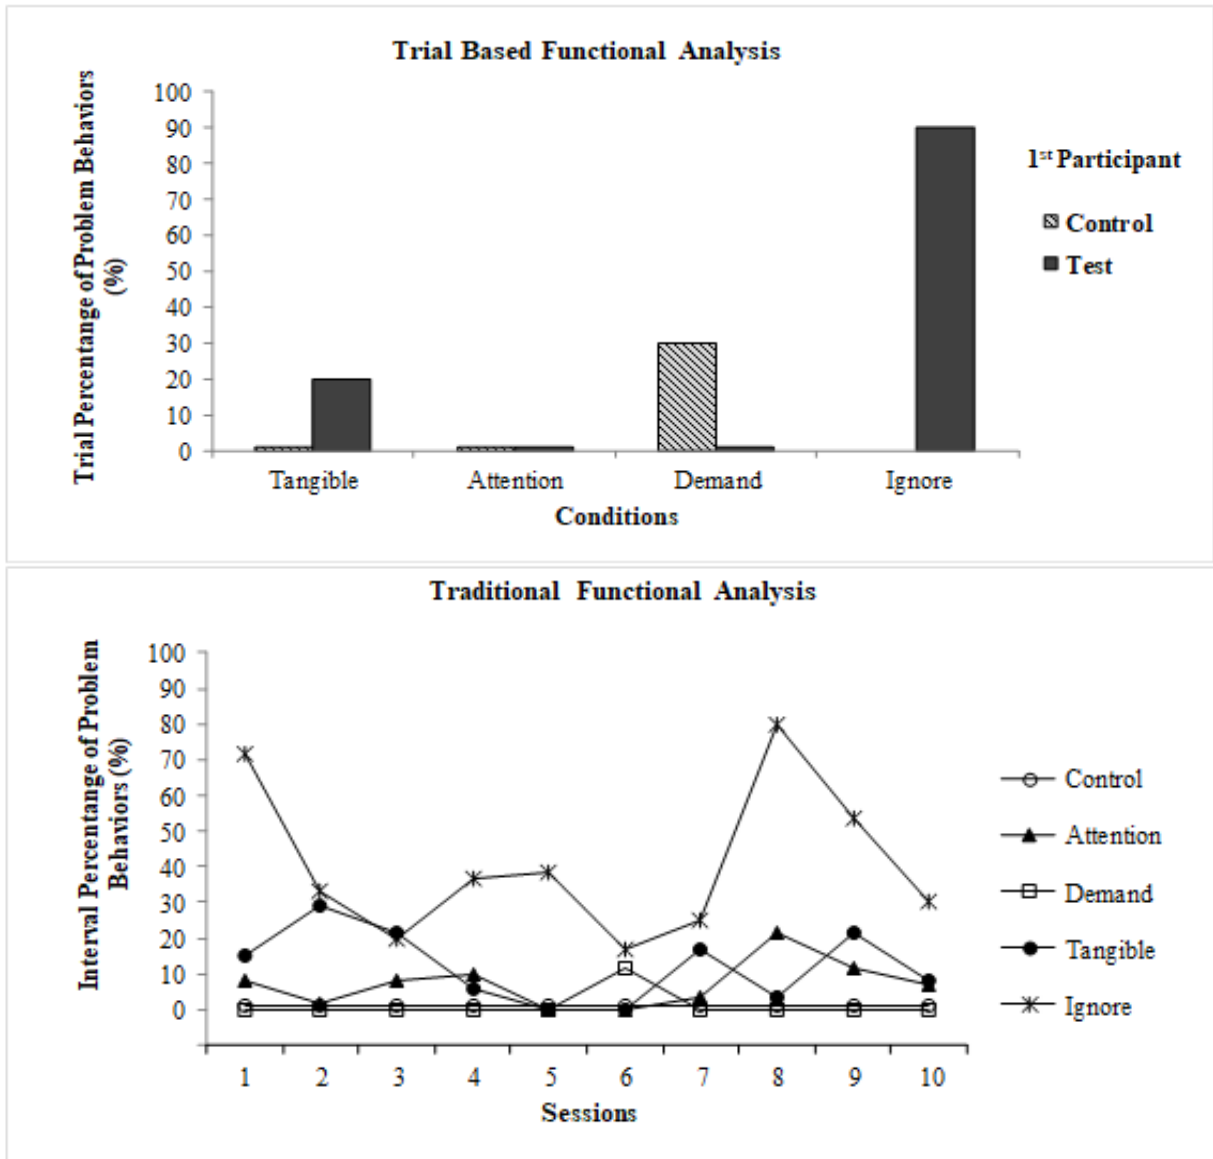 Trial Based Functional Analysis
Trial Percentange of Problem Behaviors
(%)
100
90
80
70
60
50
40
30
20
10
0
Tangible Attention Demand Ignore
Conditions
1st Participant
Control
Test
Traditional Functional Analysis
Interval Percentange of Problem
Behaviors (%)
100
90
80
70
60
50
40
30
20
10
0
1 2 3 4 5 6 7 8 9 10
Sessions
Control
Attention
Demand
Tangible
Ignore